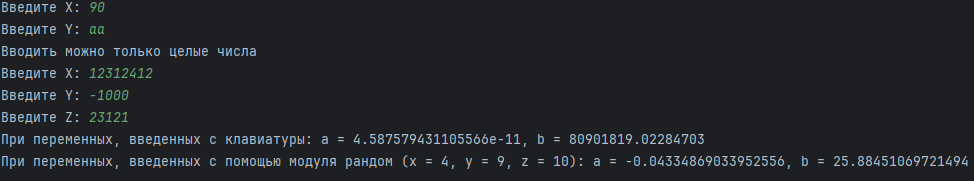 Введите X: 90
Введите Y: aa
Вводить можно только целые числа
Введите X: 12312412
Введите Y: -1000
Введите Z: 23121
При переменных, введенных с клавиатуры: a = 4.587579431105566e-11, b = 80901819.02284703
При переменных, введенных с помощью модуля рандом (x = 4, y = 9, z = 10): a = -0.04334869033952556, b = 25.88451069721494